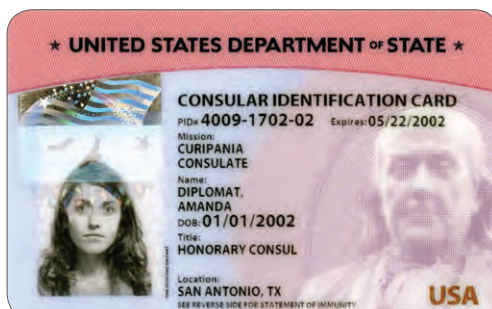 ★ UNITED STATES DEPARTMENT OF STATE ★
CONSULAR IDENTIFICATION CARD
PID# 4009-1702-02 Expires: 05/22/2002
Mission:
CURIPANIA
CONSULATE
Name:
DIPLOMAT,
AMANDA
DOB: 01/01/2002
Title:
HONORARY CONSUL
Location:
SAN ANTONIO, TX
SEE REVERSE SIDE FOR STATEMENT OF IMMUNITY
USA